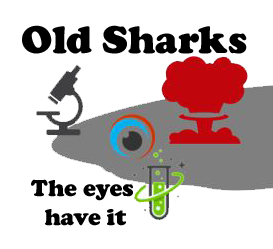 Old Sharks
The eyes
have it